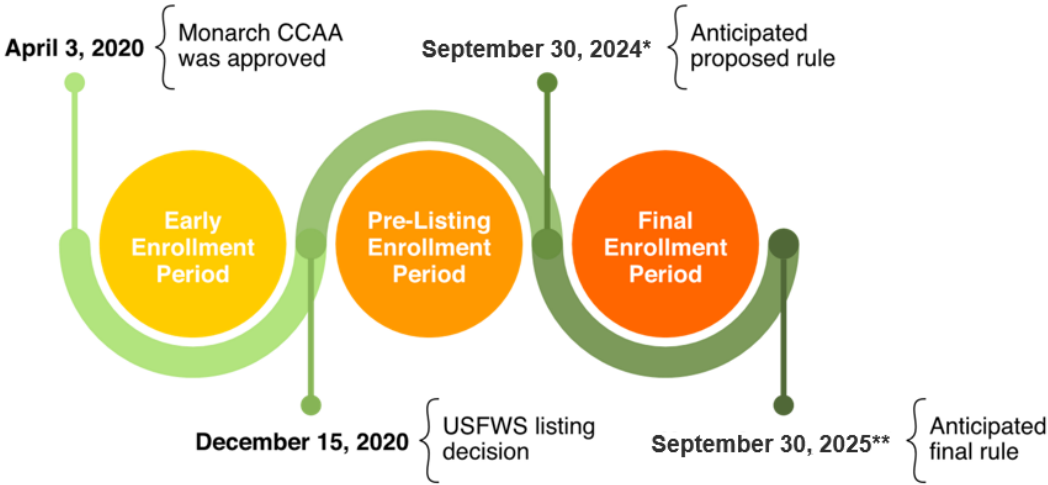 April 3, 2020
Monarch CCAA
was approved
September 30, 2024*
Anticipated
proposed rule
Early
Enrollment
Period
Pre-Listing
Enrollment
Period
Final
Enrollment
Period
December 15, 2020
USFWS listing
decision
September 30, 2025**
Anticipated
final rule